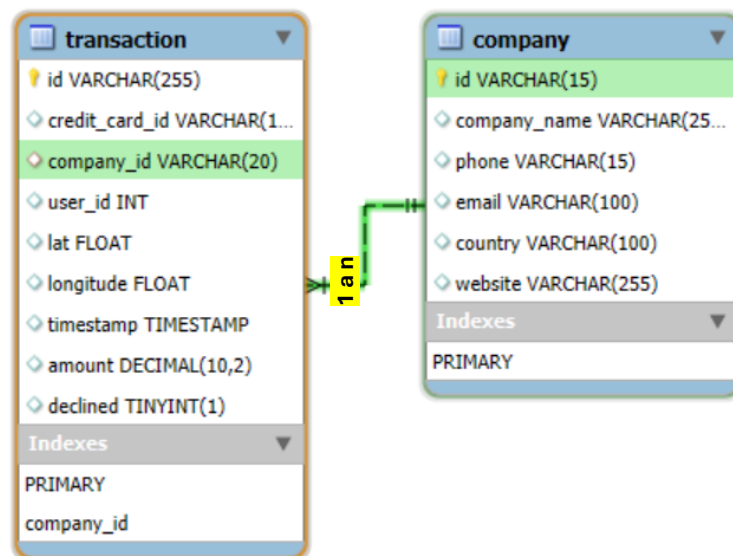 transaction
id VARCHAR(255)
credit_card_id VARCHAR(1...
company_id VARCHAR(20)
user_id INT
lat FLOAT
longitude FLOAT
timestamp TIMESTAMP
amount DECIMAL(10,2)
declined TINYINT(1)
Indexes
PRIMARY
company_id
1 a n
company
id VARCHAR(15)
company_name VARCHAR(25...
phone VARCHAR(15)
email VARCHAR(100)
country VARCHAR(100)
website VARCHAR(255)
Indexes
PRIMARY